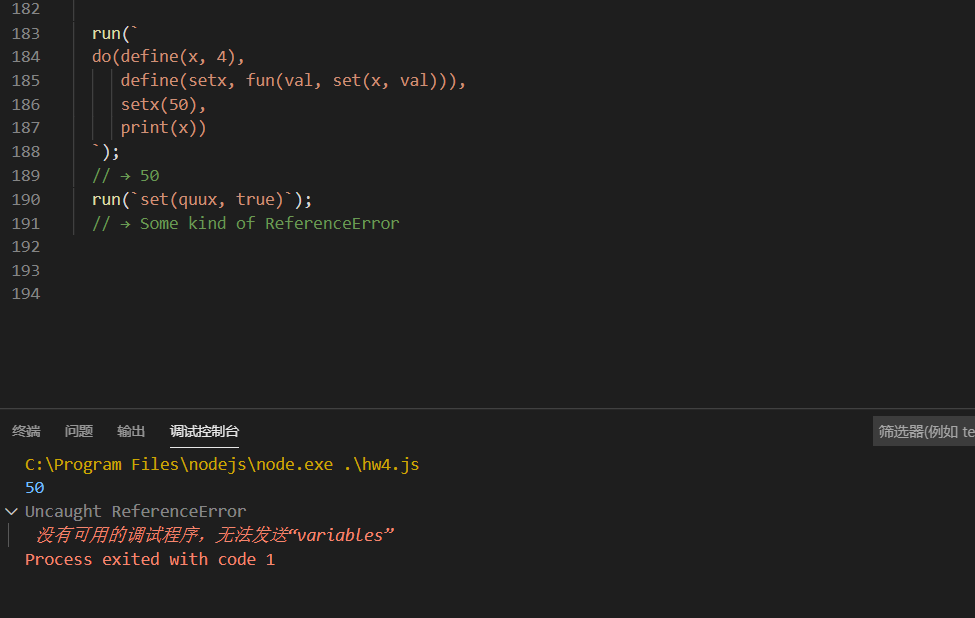 182
183 run(`
184 do(define(x, 4),
185 define(setx, fun(val, set(x, val))),
186 setx(50),
187 print(x))
188 `);
189 // → 50
190 run(`set(quux, true)`);
191 // → Some kind of ReferenceError
192
193
194
终端 问题 输出 调试控制台 筛选器(例如 te
C:\Program Files\nodejs\node.exe .\hw4.js
50
Uncaught ReferenceError
没有可用的调试程序，无法发送“variables”
Process exited with code 1